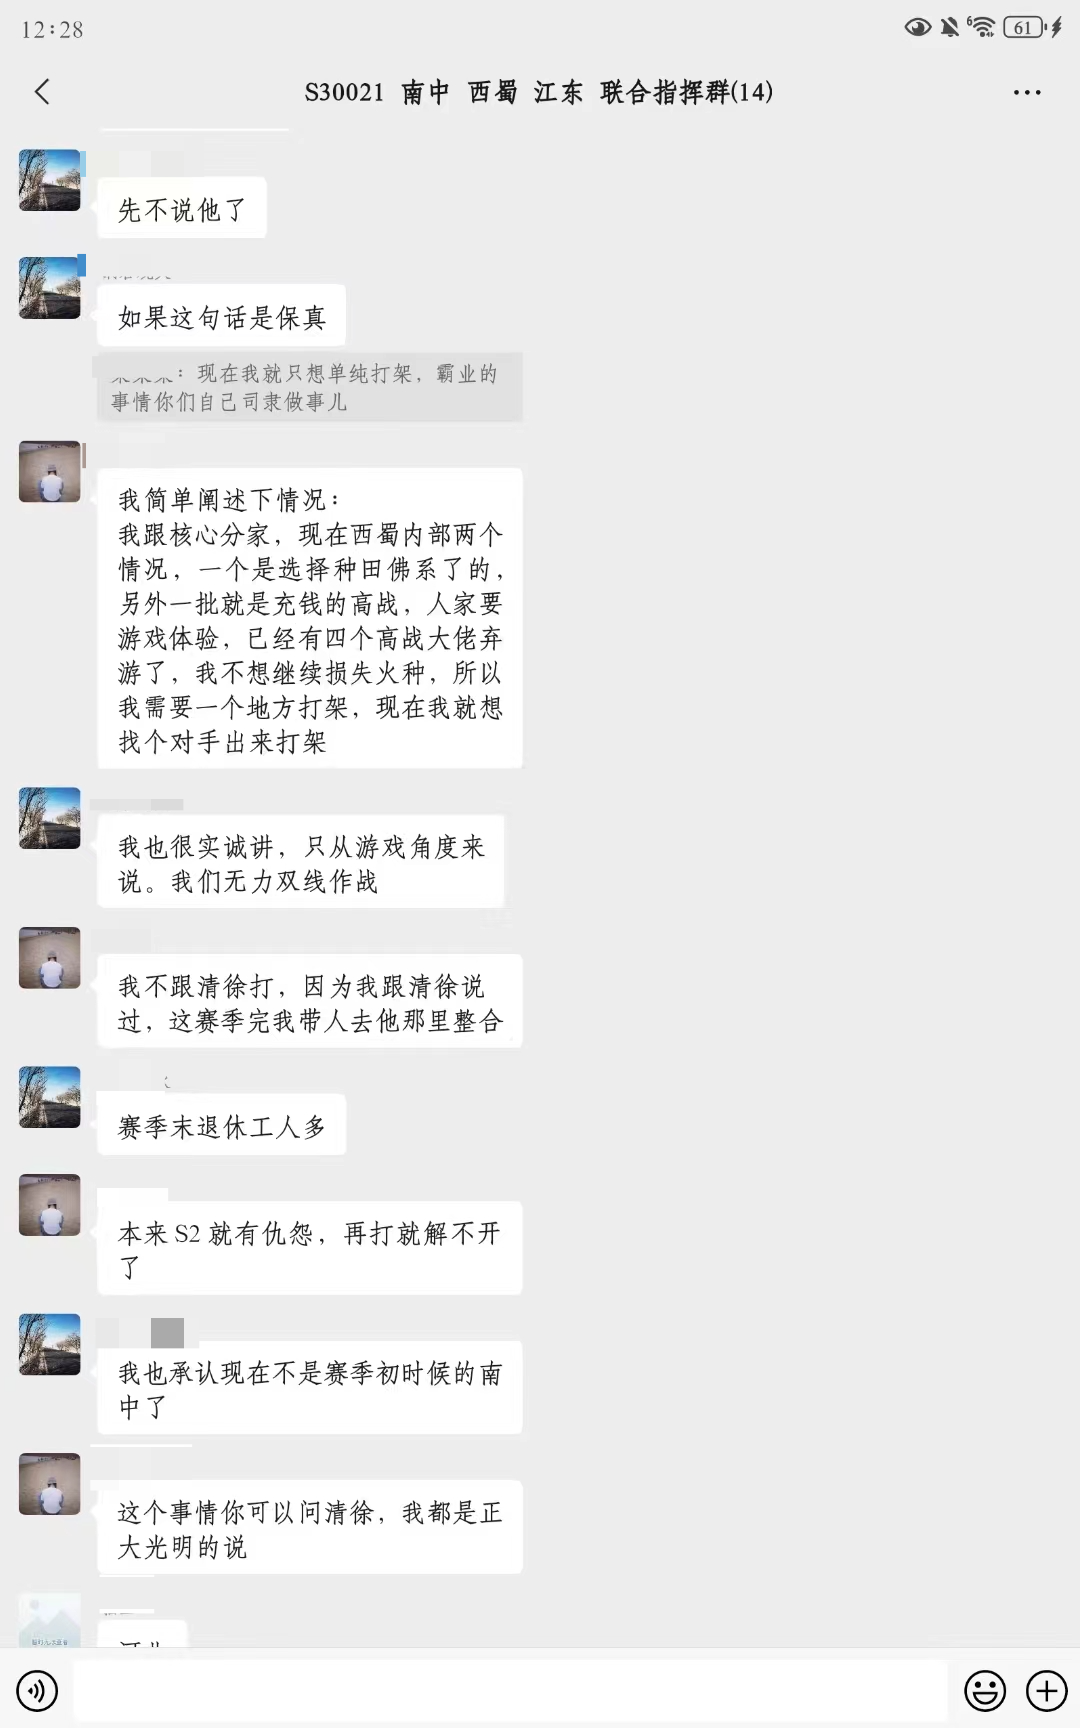 12:28
6
61
S30021 南中 西蜀 江东 联合指挥群(14)
先不说他了
如果这句话是保真
：现在我就只想单纯打架，霸业的
事情你们自己司隶做事儿
我简单阐述下情况：
我跟核心分家，现在西蜀内部两个
情况，一个是选择种田佛系了的，
另外一批就是充钱的高战，人家要
游戏体验，已经有四个高战大佬弃
游了，我不想继续损失火种，所以
我需要一个地方打架，现在我就想
找个对手出来打架
我也很实诚讲，只从游戏角度来
说。我们无力双线作战
我不跟清徐打，因为我跟清徐说
过，这赛季完我带人去他那里整合
赛季末退休工人多
本来 S2 就有仇怨，再打就解不开
了
我也承认现在不是赛季初时候的南
中了
这个事情你可以问清徐，我都是正
大光明的说